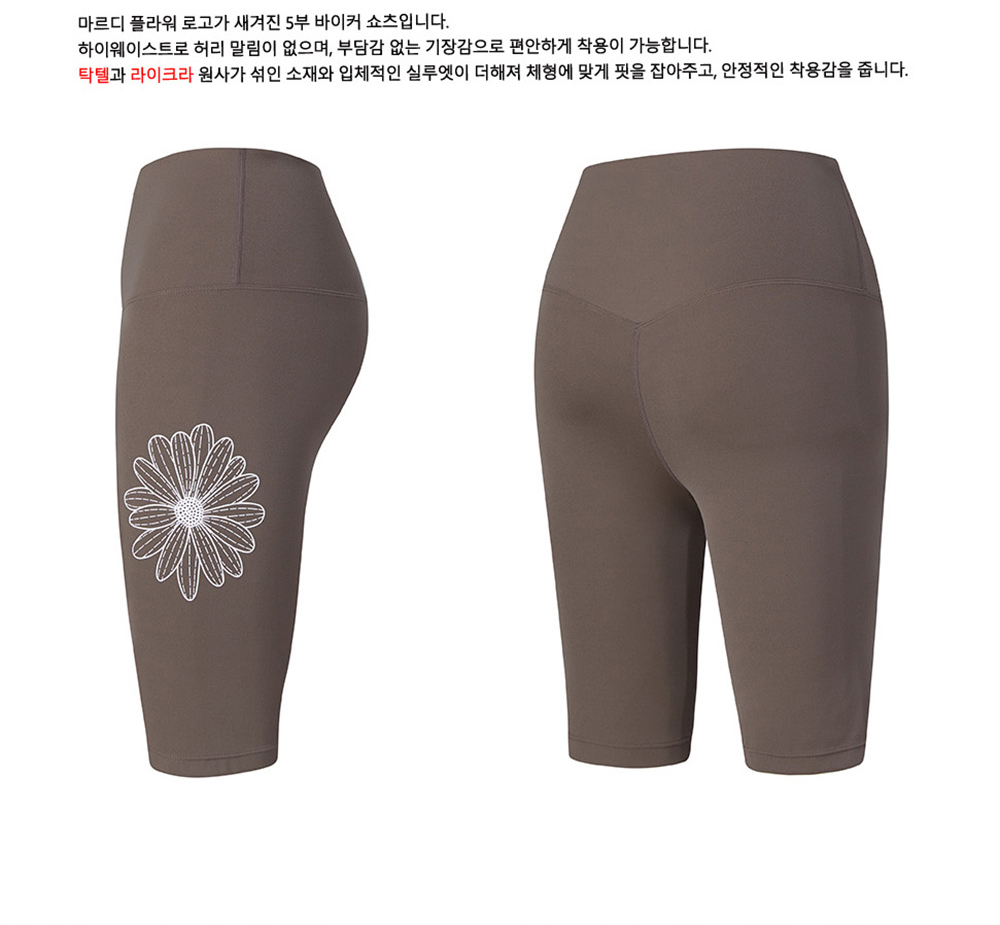 마르디 플라워 로고가 새겨진 5부 바이커 쇼츠입니다.
하이웨이스트로 허리 말림이 없으며, 부담감 없는 기장감으로 편안하게 착용이 가능합니다.
탁텔과 라이크라 원사가 섞인 소재와 입체적인 실루엣이 더해져 체형에 맞게 핏을 잡아주고, 안정적인 착용감을 줍니다.